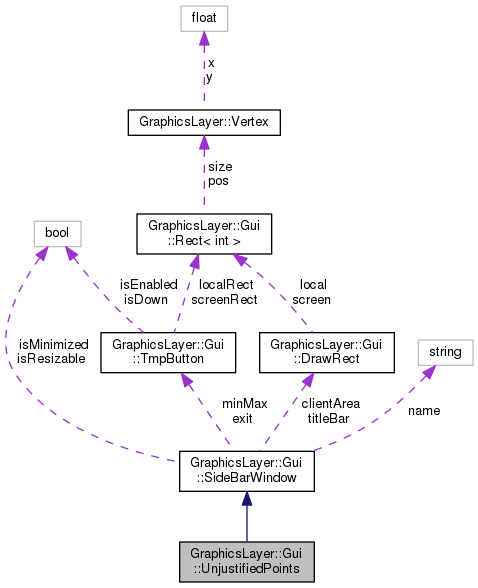 float
x
y
GraphicsLayer::Vertex
size
pos
GraphicsLayer::Gui
::Rect< int >
bool
isEnabled
isDown
localRect
screenRect
local
screen
isMinimized
isResizable
GraphicsLayer::Gui
::TmpButton
GraphicsLayer::Gui
::DrawRect
string
minMax
exit
clientArea
titleBar
name
GraphicsLayer::Gui
::SideBarWindow
GraphicsLayer::Gui
::UnjustifiedPoints